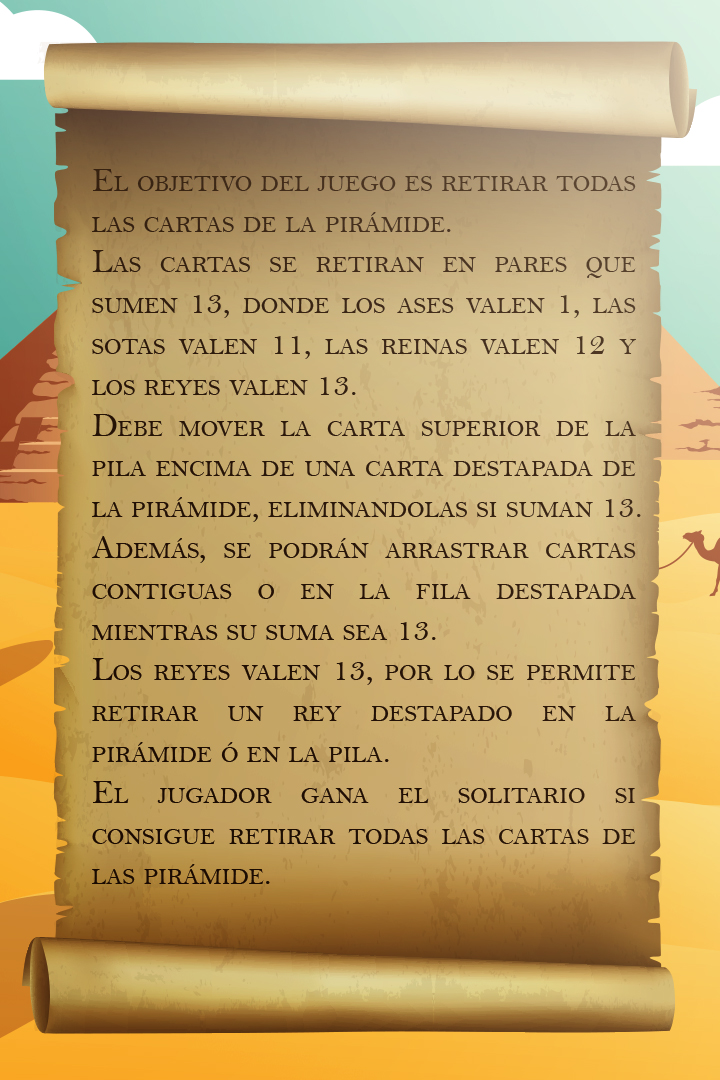 El objetivo del juego es retirar todas
las cartas de la pirámide.
Las cartas se retiran en pares que
sumen 13, donde los ases valen 1, las
sotas valen 11, las reinas valen 12 y
los reyes valen 13.
Debe mover la carta superior de la
pila encima de una carta destapada de
la pirámide, eliminandolas si suman 13.
Además, se podrán arrastrar cartas
contiguas o en la fila destapada
mientras su suma sea 13.
Los reyes valen 13, por lo se permite
retirar un rey destapado en la
pirámide ó en la pila.
El jugador gana el solitario si
consigue retirar todas las cartas de
las pirámide.